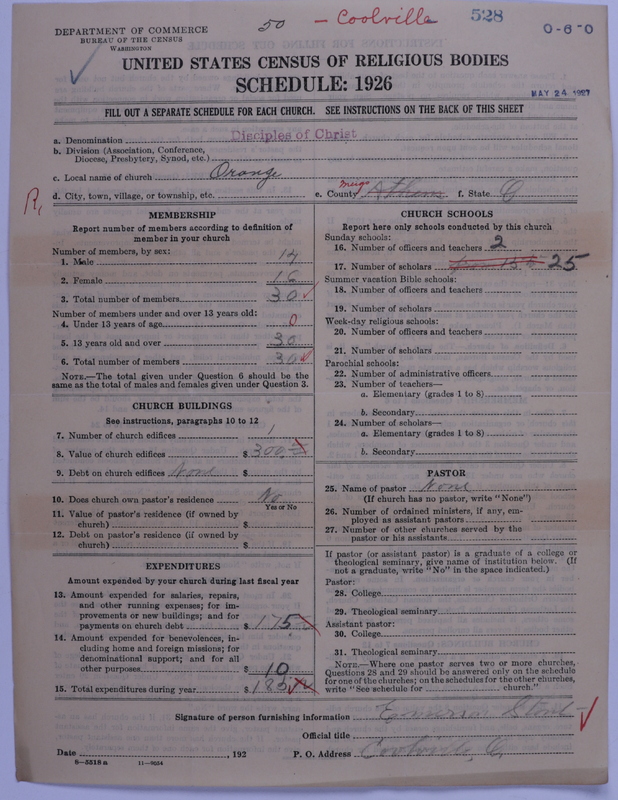 50 - Coolville 528
DEPARTMENT OF COMMERCE
BUREAU OF THE CENSUS
WASHINGTON
0-6-0
UNITED STATES CENSUS OF RELIGIOUS BODIES
SCHEDULE: 1926
MAY 24 1927
FILL OUT A SEPARATE SCHEDULE FOR EACH CHURCH. SEE INSTRUCTIONS ON THE BACK OF THIS SHEET
a. Denomination Disciples of Christ
b. Division (Association, Conference,
Diocese, Presbytery, Synod, etc.)
c. Local name of church Orange
d. City, town, village, or township, etc. e. County Meigs Athens f. State O
R,
MEMBERSHIP
Report number of members according to definition of
member in your church
Number of members, by sex:
1. Male 14
2. Female 16
3. Total number of members 30
Number of members under and over 13 years old:
4. Under 13 years of age 0
5. 13 years old and over 30
6. Total number of members 30
NOTE.—The total given under Question 6 should be the
same as the total of males and females given under Question 3.
CHURCH BUILDINGS
See instructions, paragraphs 10 to 12
7. Number of church edifices 1
8. Value of church edifices $ 300
9. Debt on church edifices None $
10. Does church own pastor's residence No
Yes or No
11. Value of pastor's residence (if owned by
church) $
12. Debt on pastor's residence (if owned by
church) $
EXPENDITURES
Amount expended by your church during last fiscal year
13. Amount expended for salaries, repairs,
and other running expenses; for im-
provements or new buildings; and for
payments on church debt $ 175
14. Amount expended for benevolences, in-
cluding home and foreign missions; for
denominational support; and for all
other purposes $ 10
15. Total expenditures during year $ 185
CHURCH SCHOOLS
Report here only schools conducted by this church
Sunday schools:
16. Number of officers and teachers 2
17. Number of scholars 25
Summer vacation Bible schools:
18. Number of officers and teachers
19. Number of scholars
Week-day religious schools:
20. Number of officers and teachers
21. Number of scholars
Parochial schools:
22. Number of administrative officers
23. Number of teachers—
a. Elementary (grades 1 to 8)
b. Secondary
24. Number of scholars—
a. Elementary (grades 1 to 8)
b. Secondary
PASTOR
25. Name of pastor None
(If church has no pastor, write "None")
26. Number of ordained ministers, if any, em-
ployed as assistant pastors
27. Number of other churches served by the
pastor or his assistants
If pastor (or assistant pastor) is a graduate of a college or
theological seminary, give name of institution below. (If
not a graduate, write "No" in the space indicated.)
Pastor:
28. College
29. Theological seminary
Assistant pastor:
30. College
31. Theological seminary
NOTE.—Where one pastor serves two or more churches,
Questions 28 and 29 should be answered only on the schedule
for one of the churches; on the schedules for the other churches,
write "See schedule for church."
Signature of person furnishing information
Official title
Date , 192 P. O. Address Coolville, O.
8-5518 a 11-9054